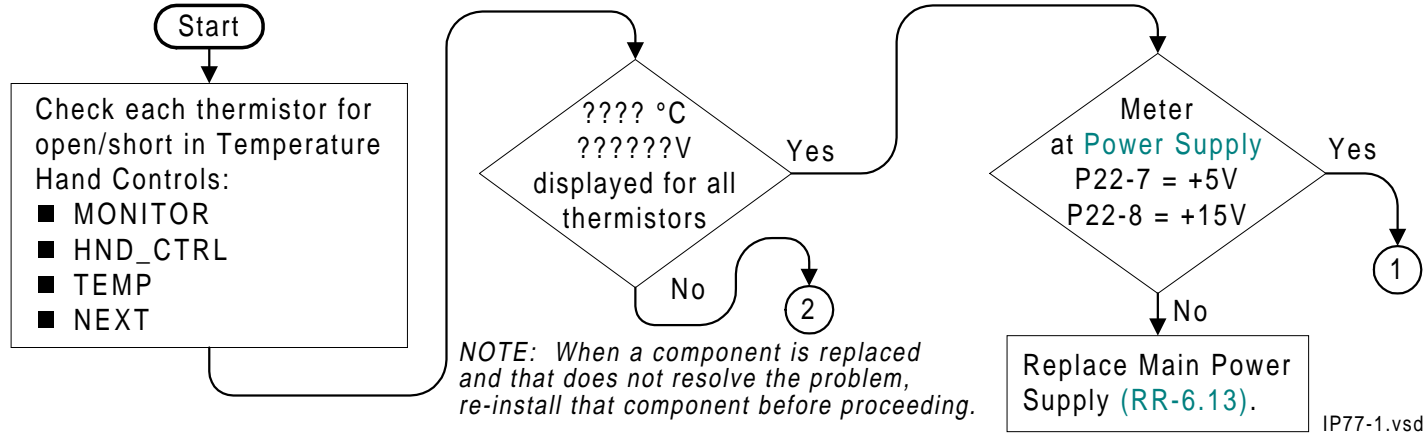 Start
Check each thermistor for
open/short in Temperature
Hand Controls:
■ MONITOR
■ HND_CTRL
■ TEMP
■ NEXT
???? °C
??????V
displayed for all
thermistors
Yes
No
2
NOTE: When a component is replaced
and that does not resolve the problem,
re-install that component before proceeding.
Meter
at Power Supply
P22-7 = +5V
P22-8 = +15V
Yes
1
No
Replace Main Power
Supply (RR-6.13).
IP77-1.vsd